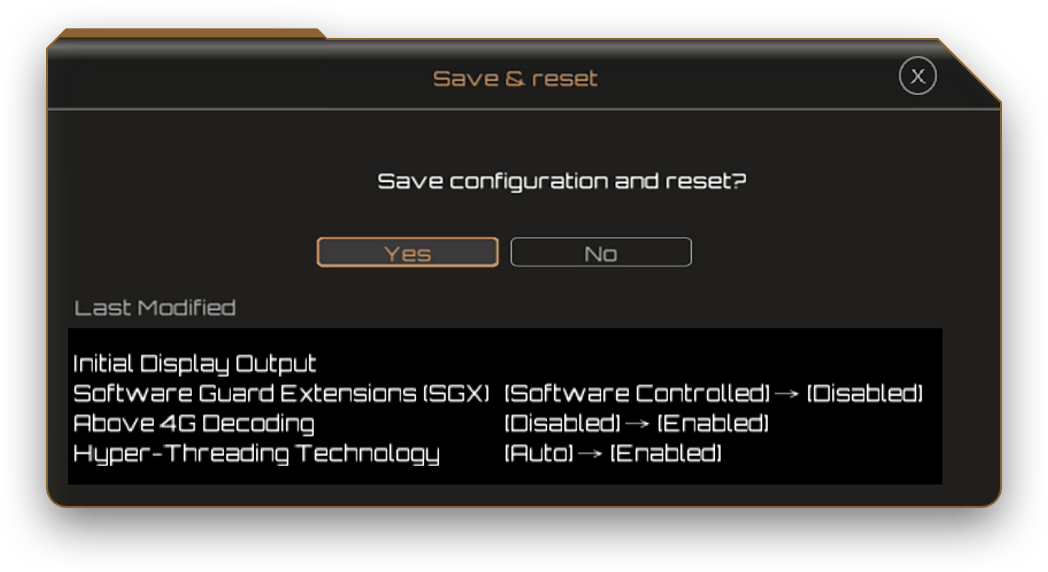 Save & reset
X
Save configuration and reset?
Yes No
Last Modified
Initial Display Output
Software Guard Extensions (SGX) [Software Controlled] → [Disabled]
Above 4G Decoding [Disabled] → [Enabled]
Hyper-Threading Technology [Auto] → [Enabled]